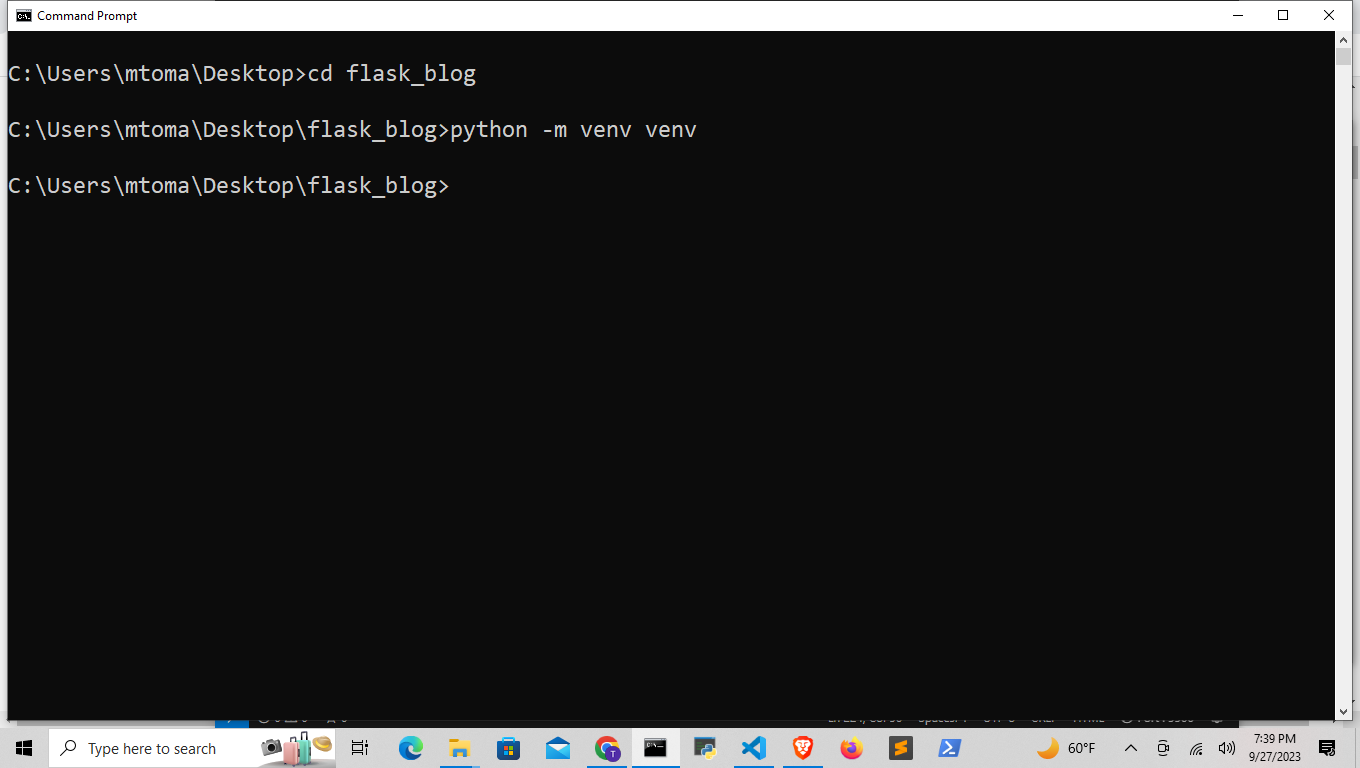 Command Prompt
C:\Users\mtoma\Desktop>cd flask_blog
C:\Users\mtoma\Desktop\flask_blog>python -m venv venv
C:\Users\mtoma\Desktop\flask_blog>
Type here to search
60°F
7:39 PM
9/27/2023